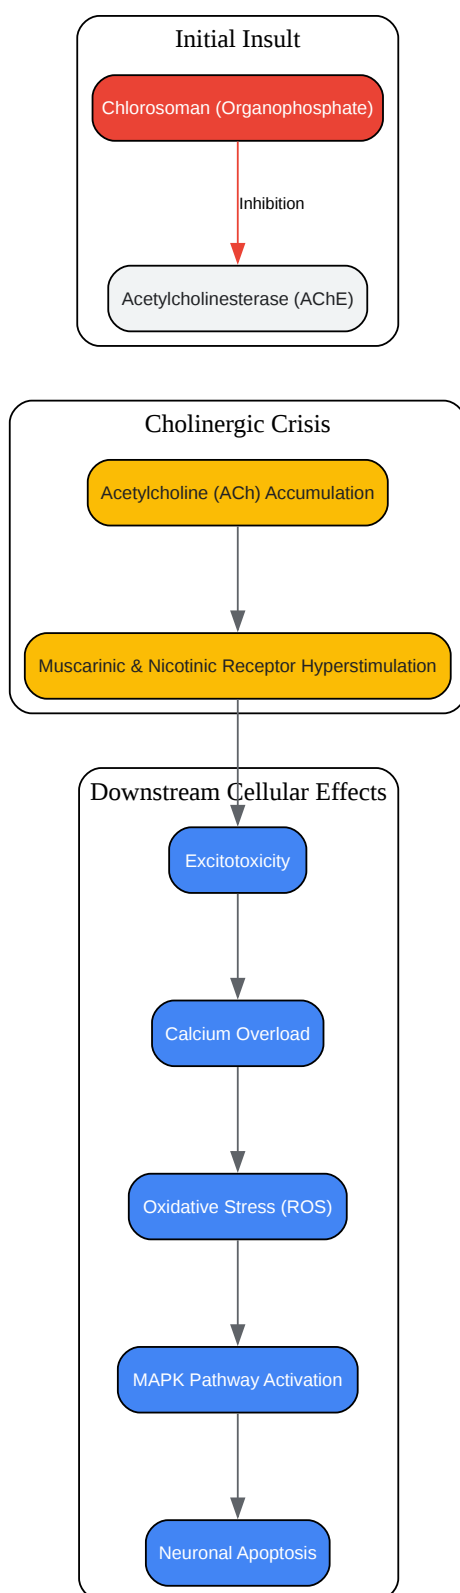 Initial Insult
Chlorosoman (Organophosphate)
Inhibition
Acetylcholinesterase (AChE)
Cholinergic Crisis
Acetylcholine (ACh) Accumulation
Muscarinic & Nicotinic Receptor Hyperstimulation
Downstream Cellular Effects
Excitotoxicity
Calcium Overload
Oxidative Stress (ROS)
MAPK Pathway Activation
Neuronal Apoptosis